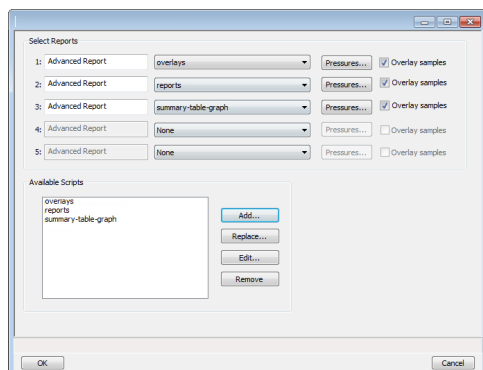 Select Reports
1: Advanced Report overlays Pressures... Overlay samples
2: Advanced Report reports Pressures... Overlay samples
3: Advanced Report summary-table-graph Pressures... Overlay samples
4: Advanced Report None Pressures... Overlay samples
5: Advanced Report None Pressures... Overlay samples
Available Scripts
overlays
reports
summary-table-graph
Add...
Replace...
Edit...
Remove
OK Cancel